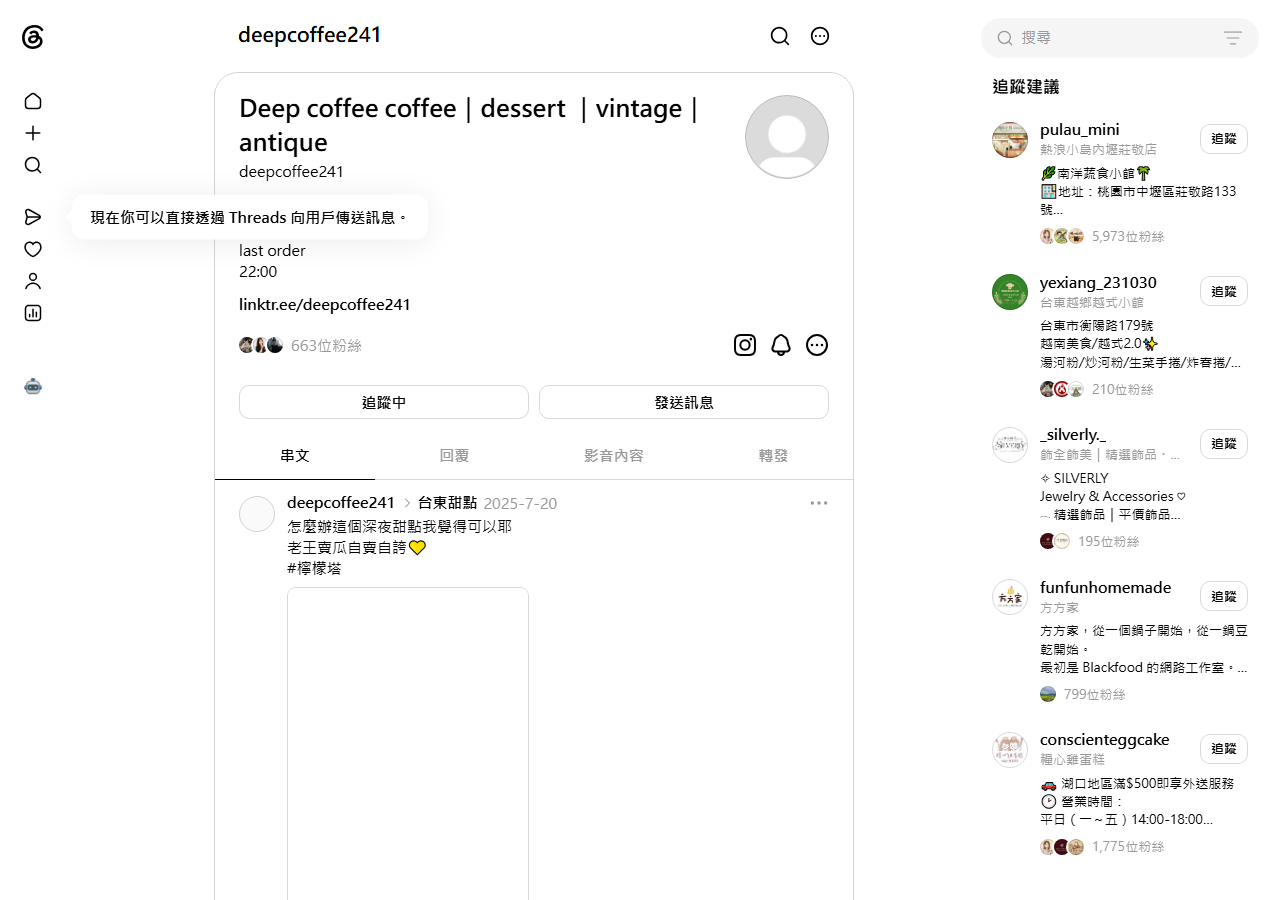 deepcoffee241
Deep coffee coffee | dessert ｜vintage |
antique
deepcoffee241
現在你可以直接透過 Threads 向用戶傳送訊息。
last order
22:00
linktr.ee/deepcoffee241
663位粉絲
追蹤中
發送訊息
串文
回覆
影音內容
轉發
deepcoffee241 > 台東甜點 2025-7-20
怎麼辦這個深夜甜點我覺得可以耶
老王賣瓜自賣自誇💛
#檸檬塔
搜尋
追蹤建議
pulau_mini
追蹤
熱浪小島內壢莊敬店
🌿南洋蔬食小館🌴
🏪地址：桃園市中壢區莊敬路133
號...
5,973位粉絲
yexiang_231030
追蹤
台東越鄉越式小館
台東市衡陽路179號
越南美食/越式2.0✨
湯河粉/炒河粉/生菜手捲/炸春捲/...
210位粉絲
_silverly._
追蹤
飾全飾美｜精選飾品・...
✧ SILVERLY
Jewelry & Accessories ♡
𓂃 精選飾品｜平價飾品...
195位粉絲
funfunhomemade
追蹤
方方家
方方家，從一個鍋子開始，從一鍋豆
乾開始。
最初是 Blackfood 的網路工作室。...
799位粉絲
conscienteggcake
追蹤
糧心雞蛋糕
🚗 湖口地區滿$500即享外送服務
🕑 營業時間：
平日（一～五）14:00-18:00...
1,775位粉絲